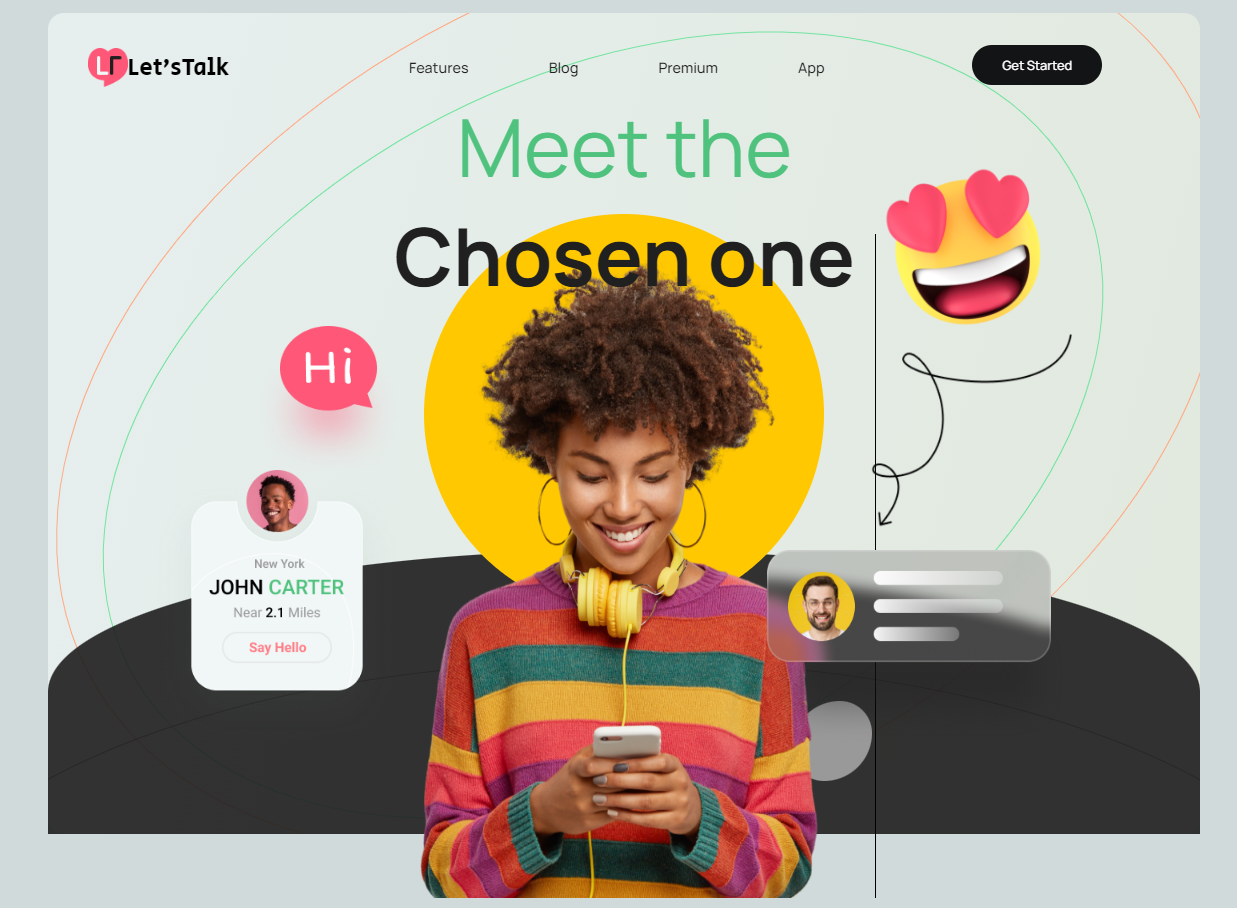 LT Let'sTalk
Features
Blog
Premium
App
Get Started
Meet the
Chosen one
Hi
New York
JOHN CARTER
Near 2.1 Miles
Say Hello